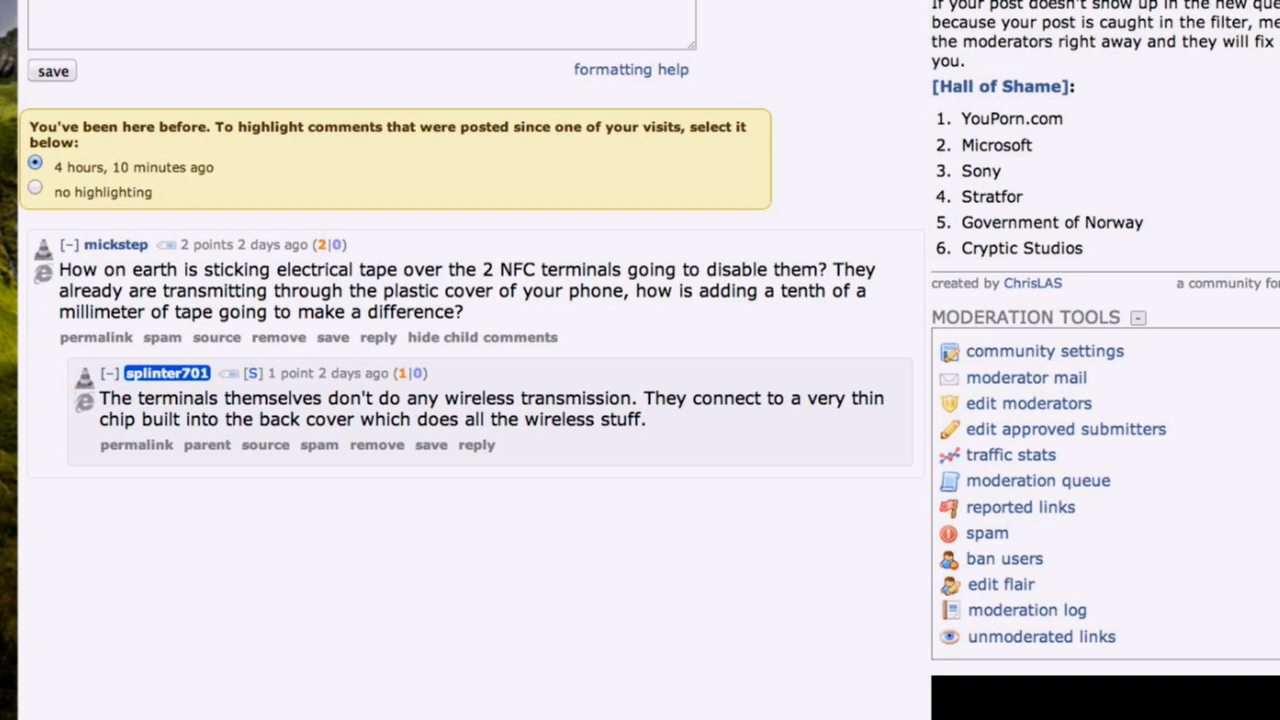 If your post doesn't show up in the new que
because your post is caught in the filter, me
the moderators right away and they will fix
you.
save
formatting help
[Hall of Shame]:
1. YouPorn.com
2. Microsoft
3. Sony
4. Stratfor
5. Government of Norway
6. Cryptic Studios
You've been here before. To highlight comments that were posted since one of your visits, select it
below:
4 hours, 10 minutes ago
no highlighting
[-] mickstep 2 points 2 days ago (2|0)
How on earth is sticking electrical tape over the 2 NFC terminals going to disable them? They
already are transmitting through the plastic cover of your phone, how is adding a tenth of a
millimeter of tape going to make a difference?
permalink spam source remove save reply hide child comments
[-] splinter701 [S] 1 point 2 days ago (1|0)
The terminals themselves don't do any wireless transmission. They connect to a very thin
chip built into the back cover which does all the wireless stuff.
permalink parent source spam remove save reply
created by ChrisLAS
a community for
MODERATION TOOLS -
community settings
moderator mail
edit moderators
edit approved submitters
traffic stats
moderation queue
reported links
spam
ban users
edit flair
moderation log
unmoderated links